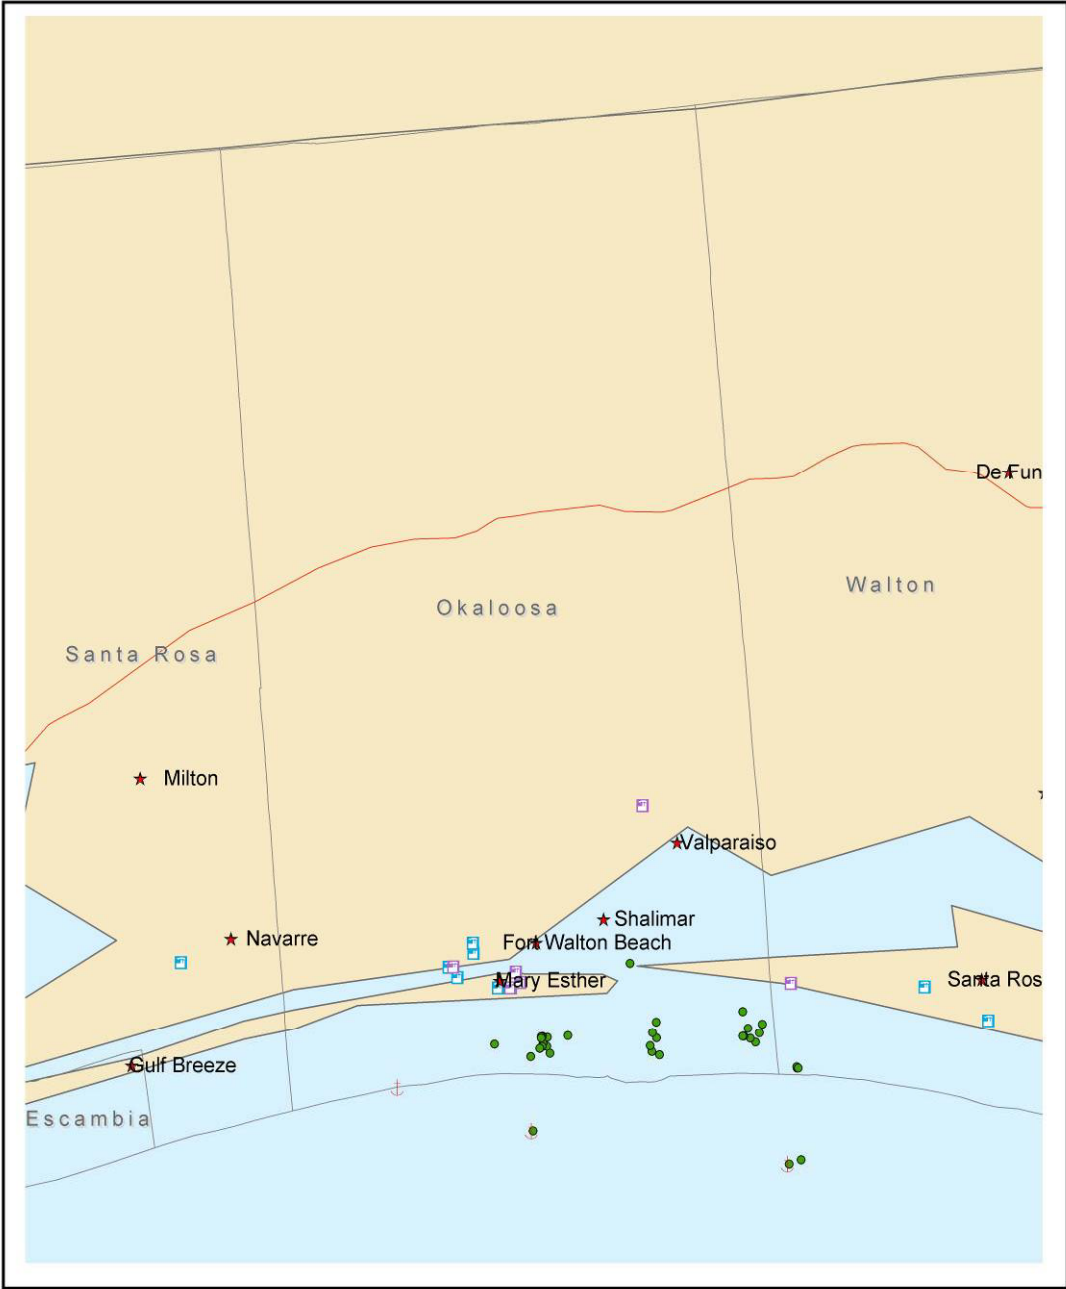 De Fun
Walton
Okaloosa
Santa Rosa
Milton
Valparaiso
Shalimar
Navarre
Fort Walton Beach
Mary Esther
Santa Ros
Gulf Breeze
Escambia